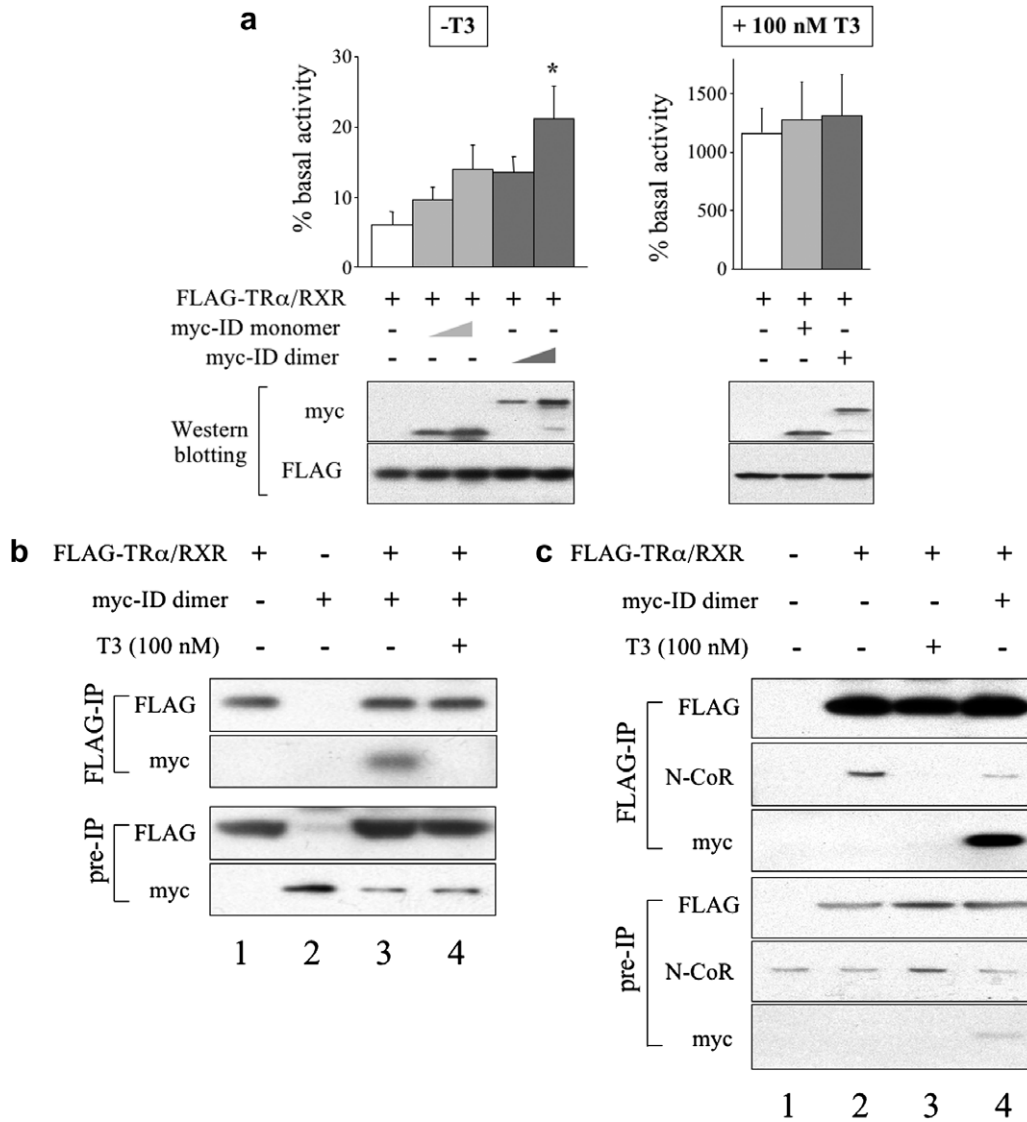 a
-T3
+ 100 nM T3
% basal activity
30
20
10
0
*
% basal activity
1500
1000
500
0
FLAG-TRα/RXR + + + + +
myc-ID monomer - - -
myc-ID dimer - - -
+ + +
- + -
- - +
Western blotting
myc
FLAG
b
FLAG-TRα/RXR + - + +
myc-ID dimer - + + +
T3 (100 nM) - - - +
FLAG-IP
FLAG
myc
pre-IP
FLAG
myc
1 2 3 4
c
FLAG-TRα/RXR - + + +
myc-ID dimer - - - +
T3 (100 nM) - - + -
FLAG-IP
FLAG
N-CoR
myc
pre-IP
FLAG
N-CoR
myc
1 2 3 4